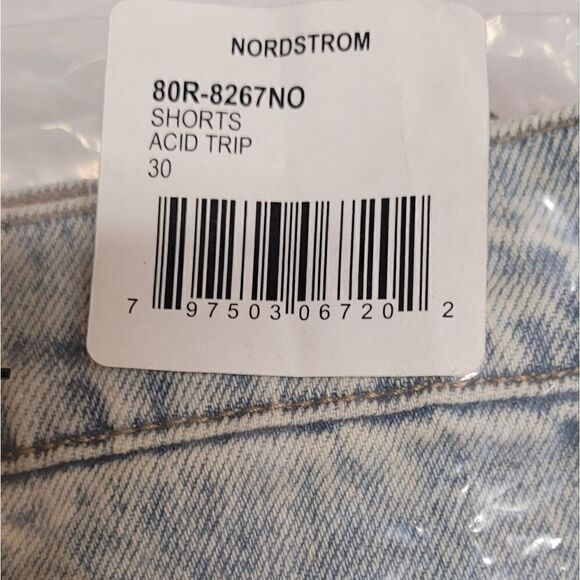 NORDSTROM
80R-8267NO
SHORTS
ACID TRIP
30
7 97503 06720 2